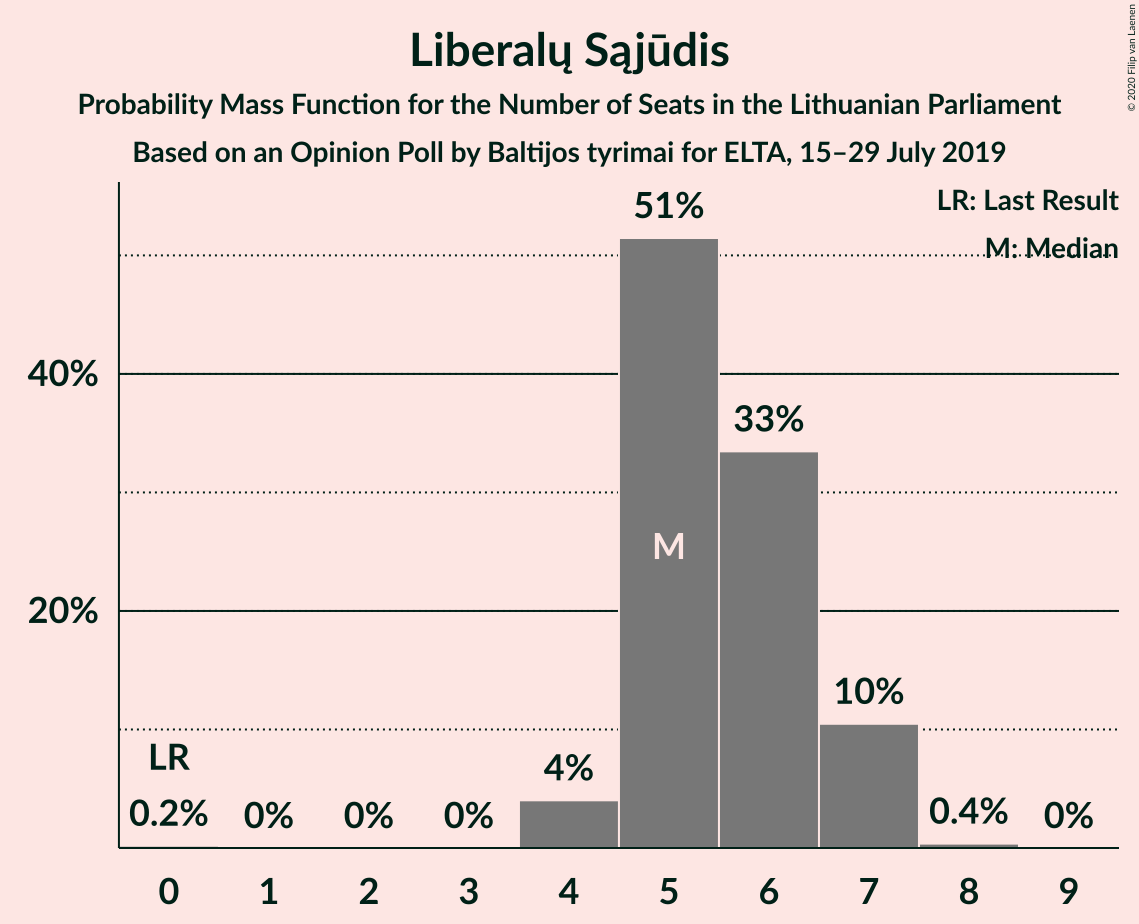 Liberalų Sąjūdis
Probability Mass Function for the Number of Seats in the Lithuanian Parliament
Based on an Opinion Poll by Baltijos tyrimai for ELTA, 15–29 July 2019
© 2020 Filip van Laenen
LR: Last Result
M: Median
51%
40%
33%
M
20%
10%
LR
4%
0.2% 0% 0% 0% 0.4% 0%
0 1 2 3 4 5 6 7 8 9